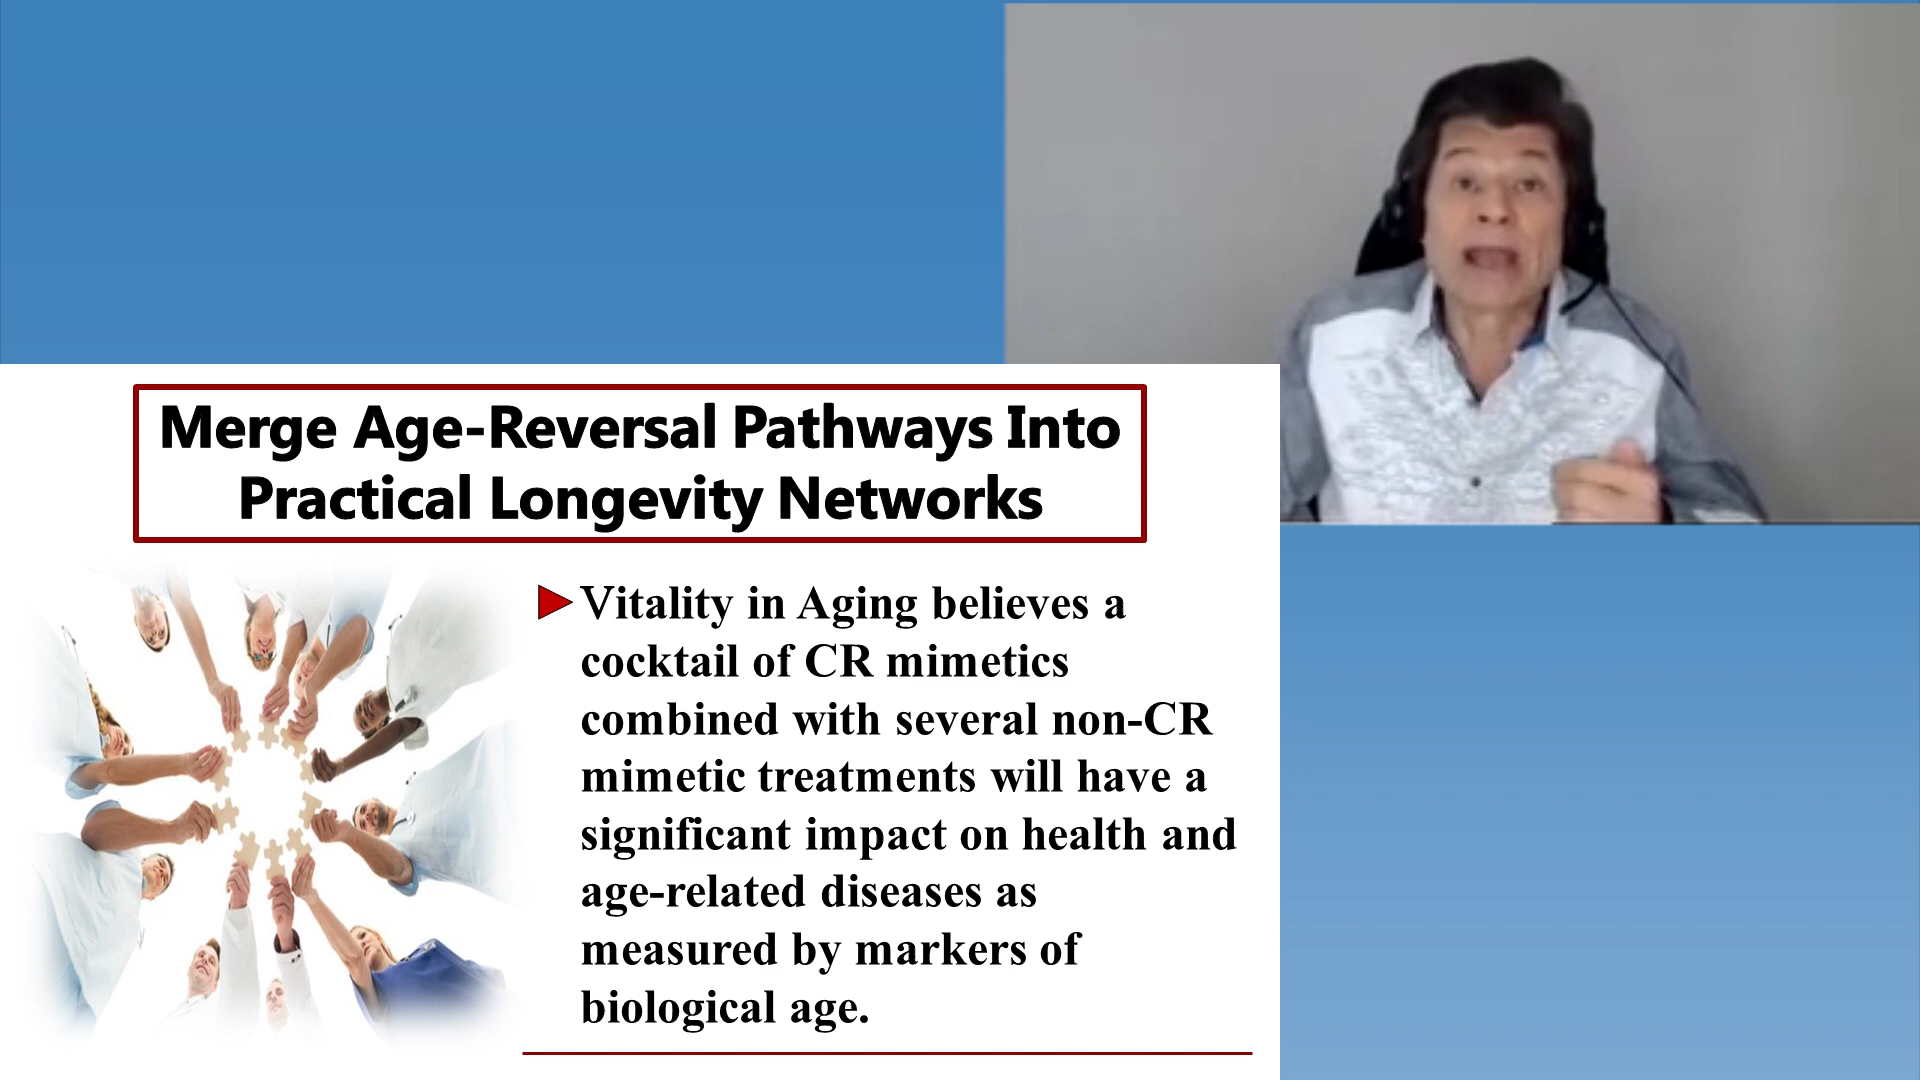 Merge Age-Reversal Pathways Into
Practical Longevity Networks
Vitality in Aging believes a
cocktail of CR mimetics
combined with several non-CR
mimetic treatments will have a
significant impact on health and
age-related diseases as
measured by markers of
biological age.